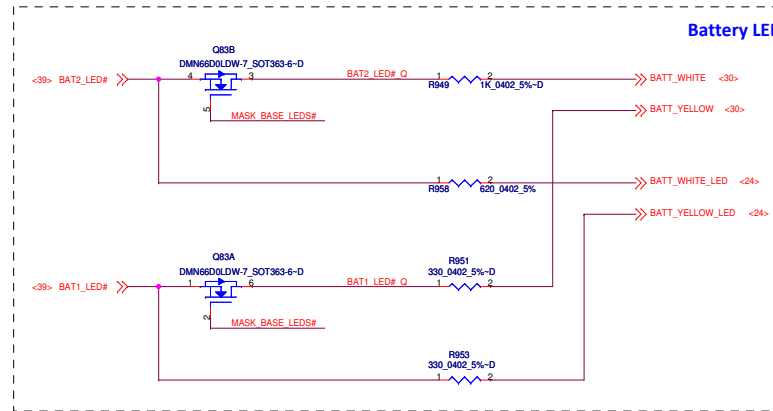 Battery LED
Q83B
DMN66D0LDW-7_SOT363-6~D
<39> BAT2_LED#
4
3
BAT2_LED#_Q
1
2
R949
1K_0402_5%~D
BATT_WHITE <30>
5
MASK_BASE_LEDS#
BATT_YELLOW <30>
1
2
R958
620_0402_5%
BATT_WHITE_LED <24>
BATT_YELLOW_LED <24>
Q83A
DMN66D0LDW-7_SOT363-6~D
R951
330_0402_5%~D
<39> BAT1_LED#
1
6
BAT1_LED#_Q
1
2
2
MASK_BASE_LEDS#
R953
330_0402_5%~D
1
2